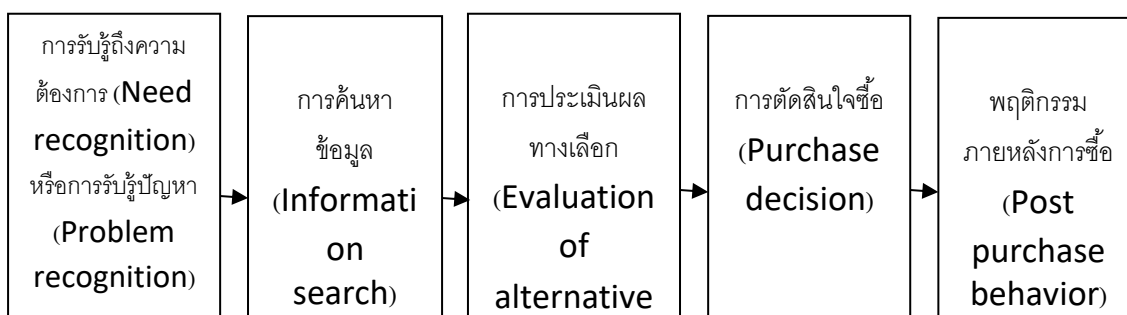 การรับรู้ถึงความ
ต้องการ (Need
recognition)
หรือการรับรู้ปัญหา
(Problem
recognition)
การค้นหา
ข้อมูล
(Informati
on
search)
การประเมินผล
ทางเลือก
(Evaluation
of
alternative
การตัดสินใจซื้อ
(Purchase
decision)
พฤติกรรม
ภายหลังการซื้อ
(Post
purchase
behavior)